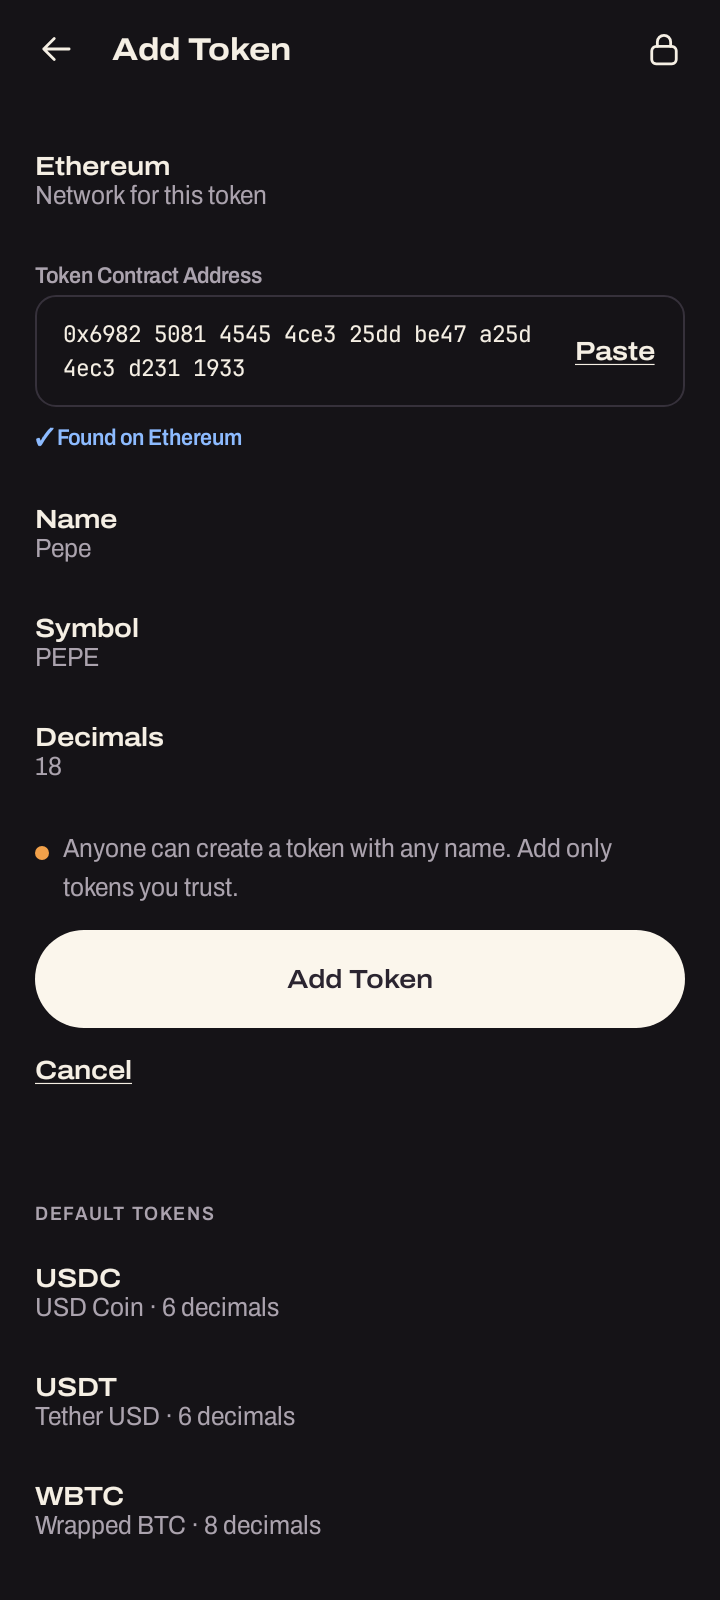 Add Token
Ethereum
Network for this token
Token Contract Address
0x6982 5081 4545 4ce3 25dd be47 a25d
4ec3 d231 1933
Paste
✓ Found on Ethereum
Name
Pepe
Symbol
PEPE
Decimals
18
Anyone can create a token with any name. Add only
tokens you trust.
Add Token
Cancel
DEFAULT TOKENS
USDC
USD Coin · 6 decimals
USDT
Tether USD · 6 decimals
WBTC
Wrapped BTC · 8 decimals